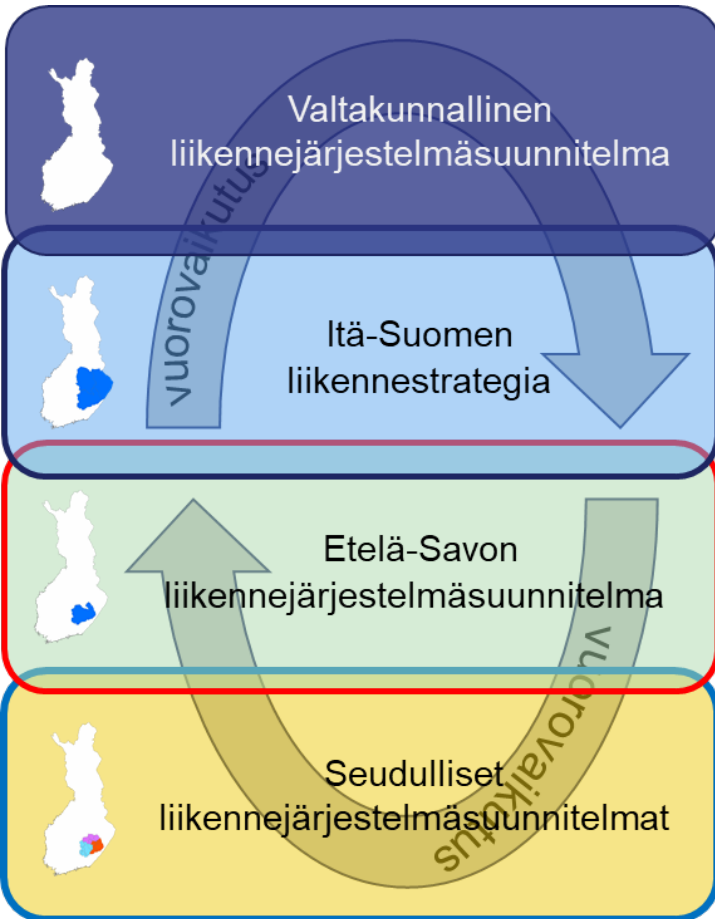 Valtakunnallinen
liikennejärjestelmäsuunnitelma
vuorovaikutus
Itä-Suomen
liikennestrategia
Etelä-Savon
liikennejärjestelmäsuunnitelma
vuorovaikutus
Seudulliset
liikennejärjestelmäsuunnitelmat